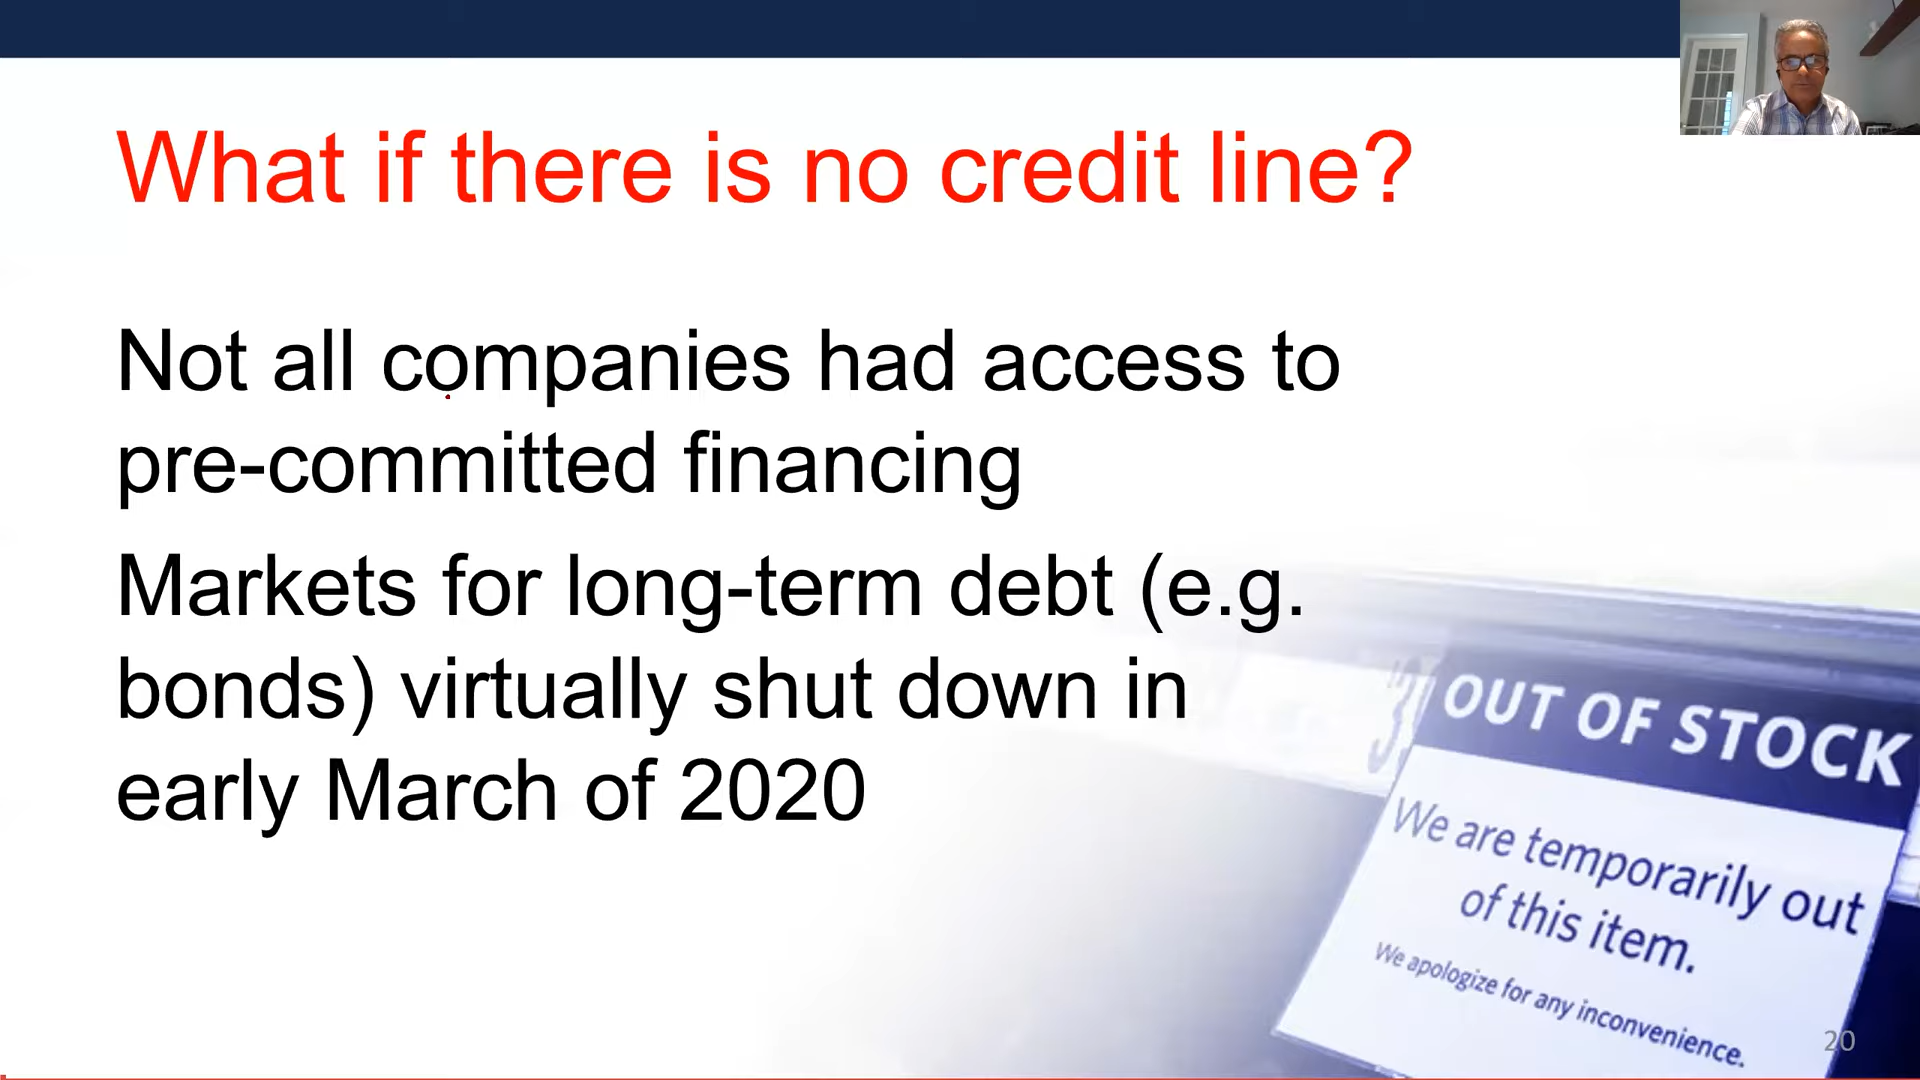 What if there is no credit line?
Not all companies had access to
pre-committed financing
Markets for long-term debt (e.g.
bonds) virtually shut down in
early March of 2020
OUT OF STOCK
We are temporarily out
of this item.
We apologize for any inconvenience.
20